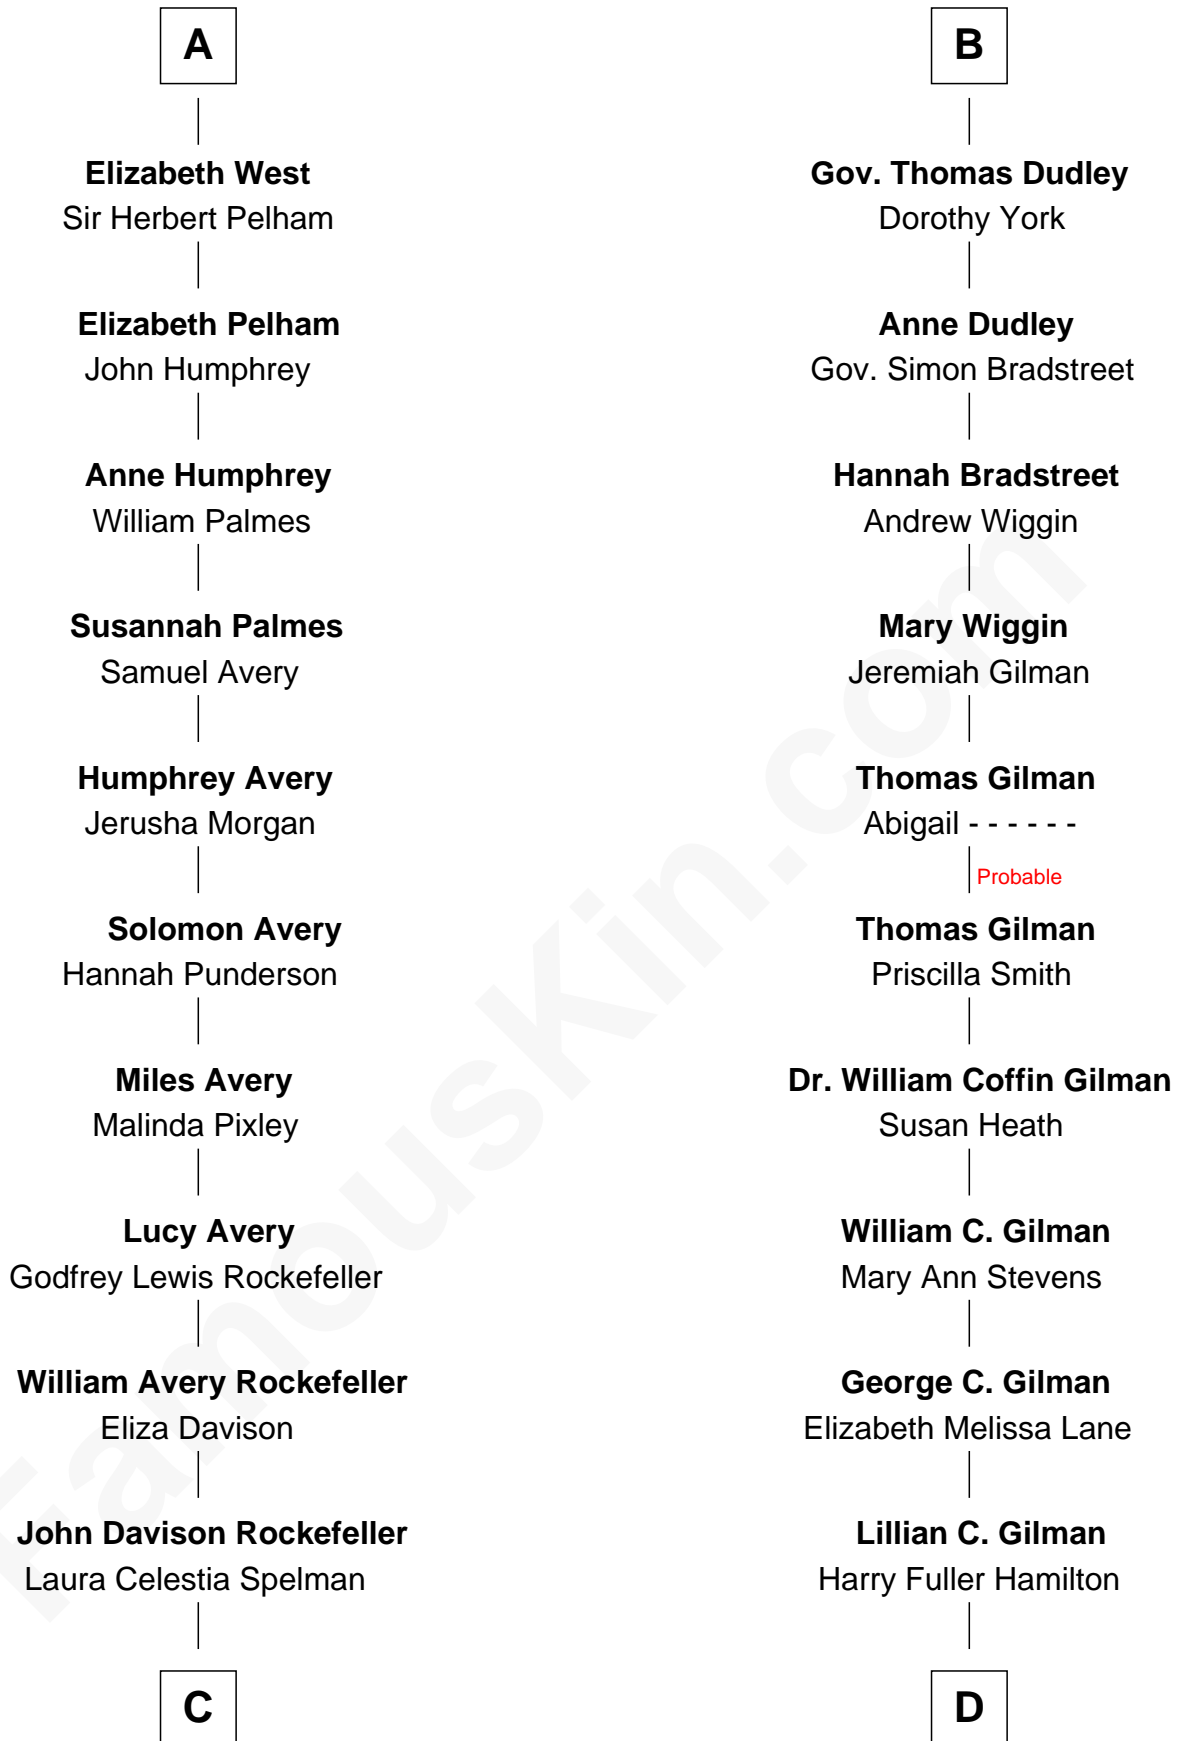 A
Elizabeth West
Sir Herbert Pelham
Elizabeth Pelham
John Humphrey
Anne Humphrey
William Palmes
Susannah Palmes
Samuel Avery
Humphrey Avery
Jerusha Morgan
Solomon Avery
Hannah Punderson
Miles Avery
Malinda Pixley
Lucy Avery
Godfrey Lewis Rockefeller
William Avery Rockefeller
Eliza Davison
John Davison Rockefeller
Laura Celestia Spelman
C
B
Gov. Thomas Dudley
Dorothy York
Anne Dudley
Gov. Simon Bradstreet
Hannah Bradstreet
Andrew Wiggin
Mary Wiggin
Jeremiah Gilman
Thomas Gilman
Abigail - - - - - -
Probable
Thomas Gilman
Priscilla Smith
Dr. William Coffin Gilman
Susan Heath
William C. Gilman
Mary Ann Stevens
George C. Gilman
Elizabeth Melissa Lane
Lillian C. Gilman
Harry Fuller Hamilton
D
FamousKin.com